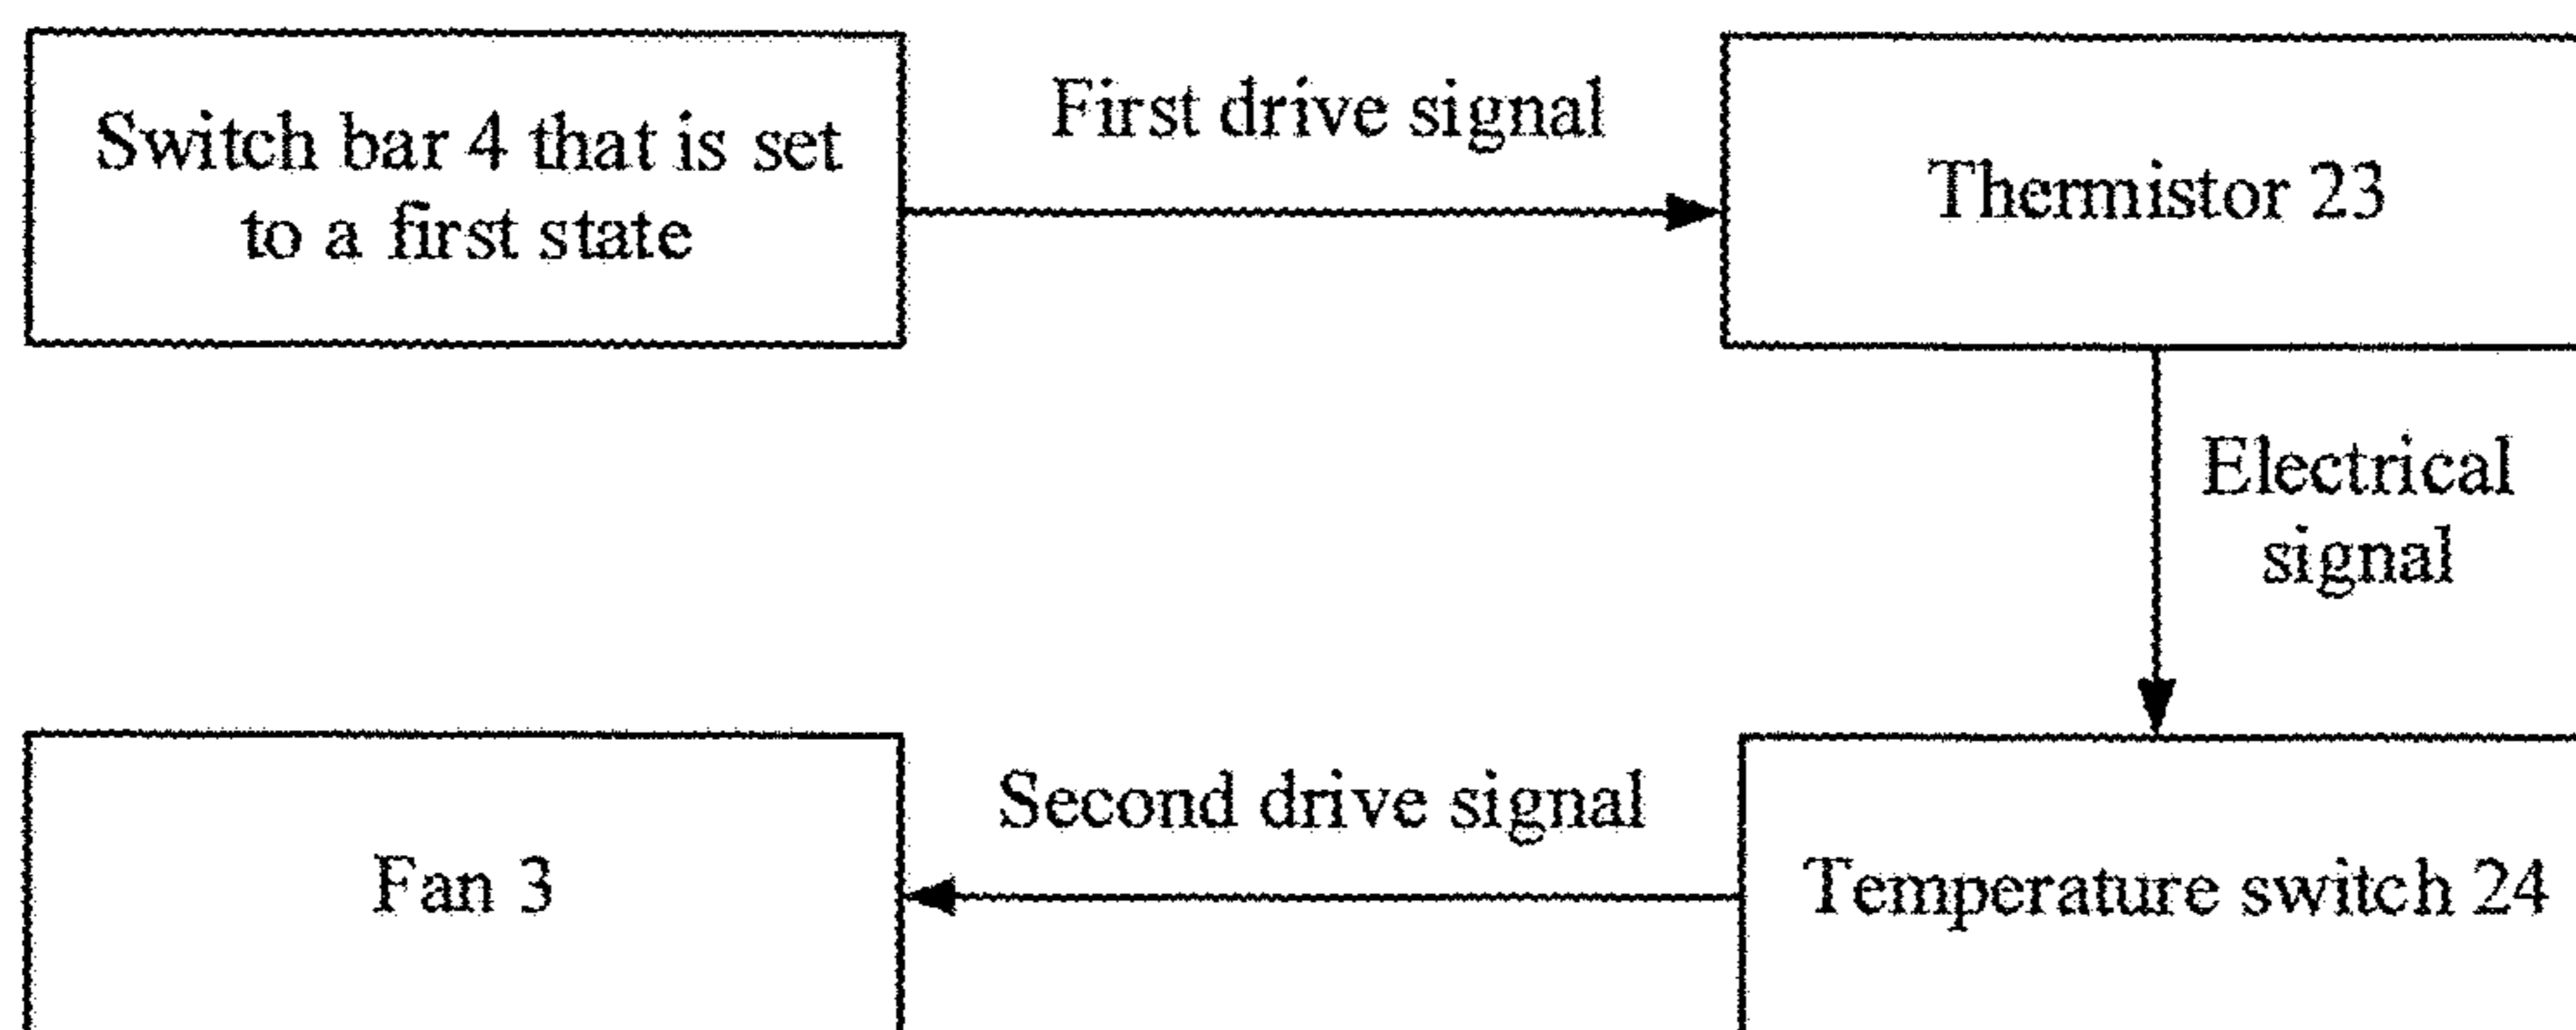 Switch bar 4 that is set
to a first state
First drive signal
Thermistor 23
Electrical
signal
Second drive signal
Fan 3
Temperature switch 24